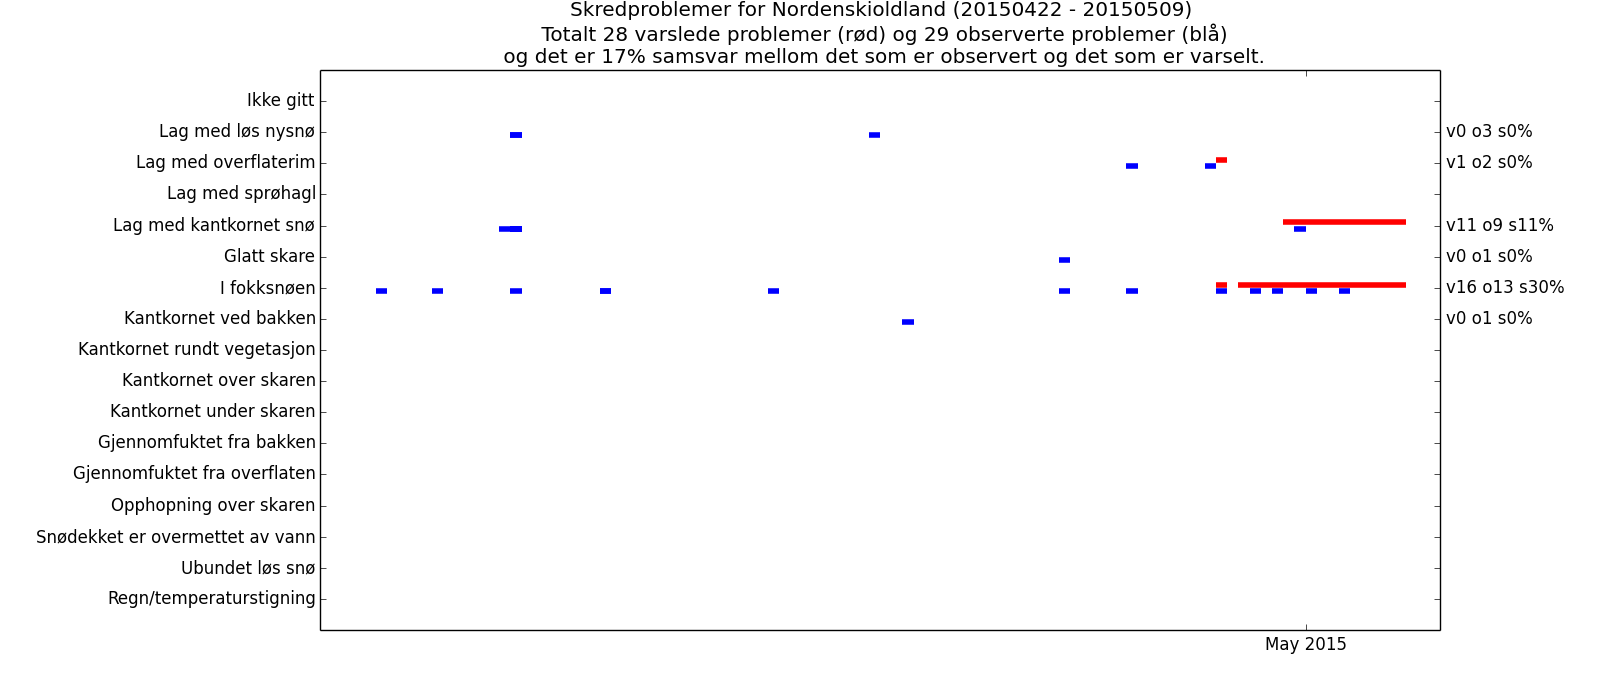 Skredproblemer for Nordenskioldland (20150422 - 20150509)
Totalt 28 varslede problemer (rød) og 29 observerte problemer (blå)
og det er 17% samsvar mellom det som er observert og det som er varselt.
Ikke gitt
Lag med løs nysnø v0 o3 s0%
Lag med overflaterim v1 o2 s0%
Lag med sprøhagl
Lag med kantkornet snø v11 o9 s11%
Glatt skare v0 o1 s0%
I fokksnøen v16 o13 s30%
Kantkornet ved bakken v0 o1 s0%
Kantkornet rundt vegetasjon
Kantkornet over skaren
Kantkornet under skaren
Gjennomfuktet fra bakken
Gjennomfuktet fra overflaten
Opphopning over skaren
Snødekket er overmettet av vann
Ubundet løs snø
Regn/temperaturstigning
May 2015